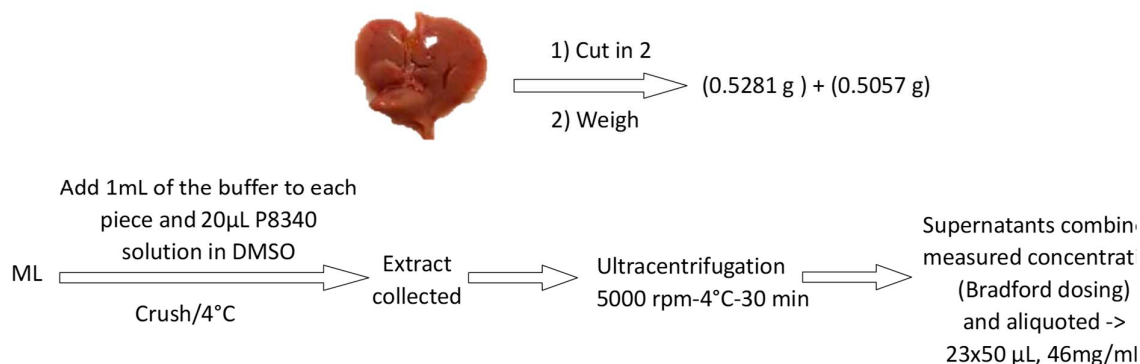 1) Cut in 2
(0.5281 g ) + (0.5057 g)
2) Weigh
Add 1mL of the buffer to each
piece and 20µL P8340
solution in DMSO
ML
Crush/4°C
Extract
collected
Ultracentrifugation
5000 rpm-4°C-30 min
Supernatants combine
measured concentrati
(Bradford dosing)
and aliquoted ->
23x50 µL, 46mg/mL